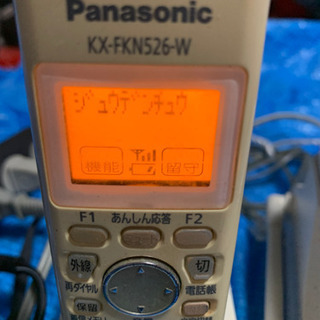 Panasonic
KX-FKN526-W
ジュウデンチュウ
機能 留守
F1 あんしん応答 F2
外線 切
再ダイヤル 電話帳
保留